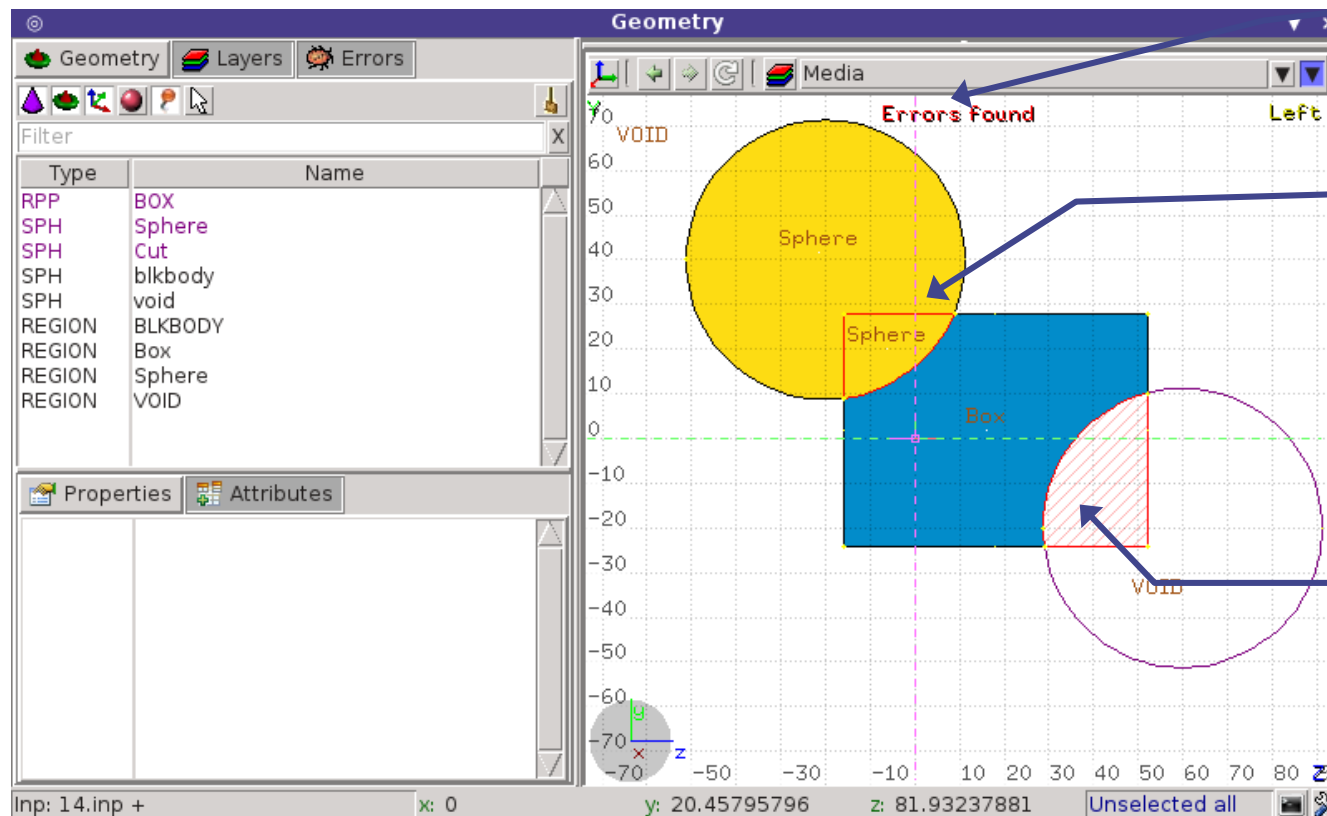 Geometry
Geometry Layers Errors
Filter X
Type Name
RPP BOX
SPH Sphere
SPH Cut
SPH blkbody
SPH void
REGION BLKBODY
REGION Box
REGION Sphere
REGION VOID
Properties Attributes
Media
Errors found
Left
y
70
VOID
60
50
40
30
20
10
0
-10
-20
-30
-40
-50
-60
-70
Sphere
Sphere
Box
VOID
y
x z
-70 -50 -30 -10 10 20 30 40 50 60 70 80 z
Inp: 14.inp + x: 0 y: 20.45795796 z: 81.93237881 Unselected all